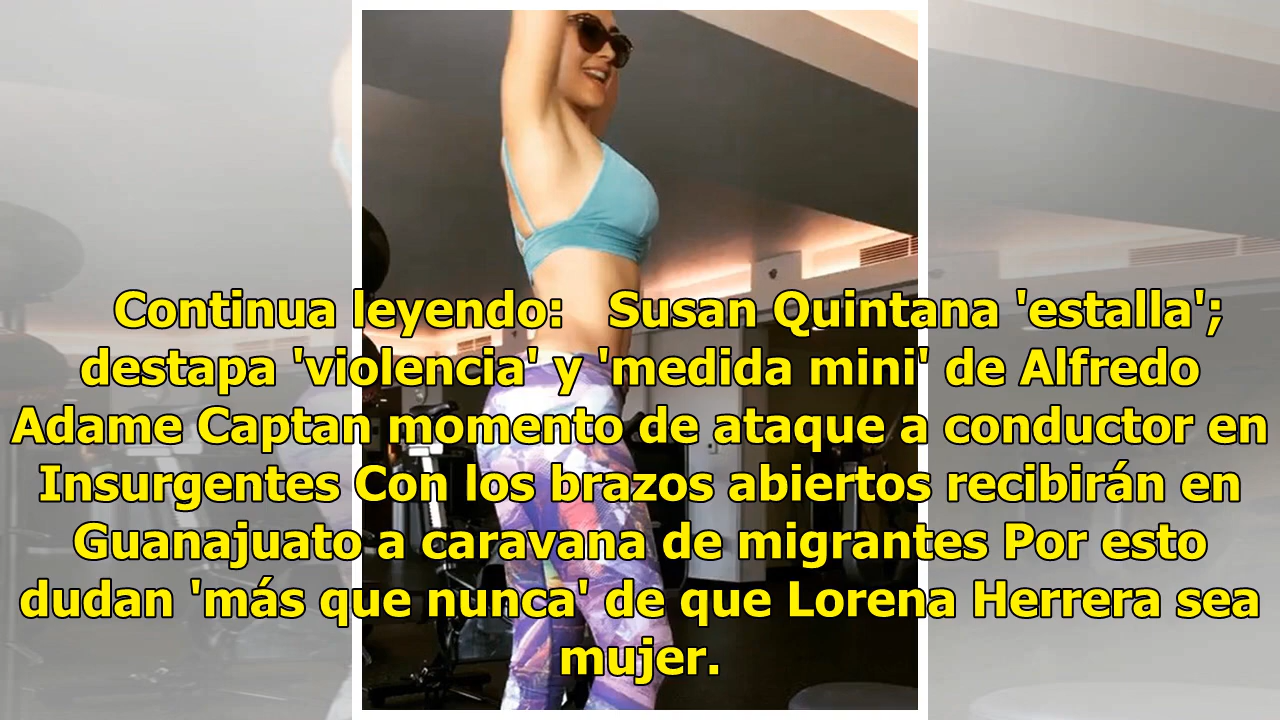 Continua leyendo:   Susan Quintana 'estalla';
destapa 'violencia' y 'medida mini' de Alfredo
Adame Captan momento de ataque a conductor en
Insurgentes Con los brazos abiertos recibirán en
Guanajuato a caravana de migrantes Por esto
dudan 'más que nunca' de que Lorena Herrera sea
mujer.